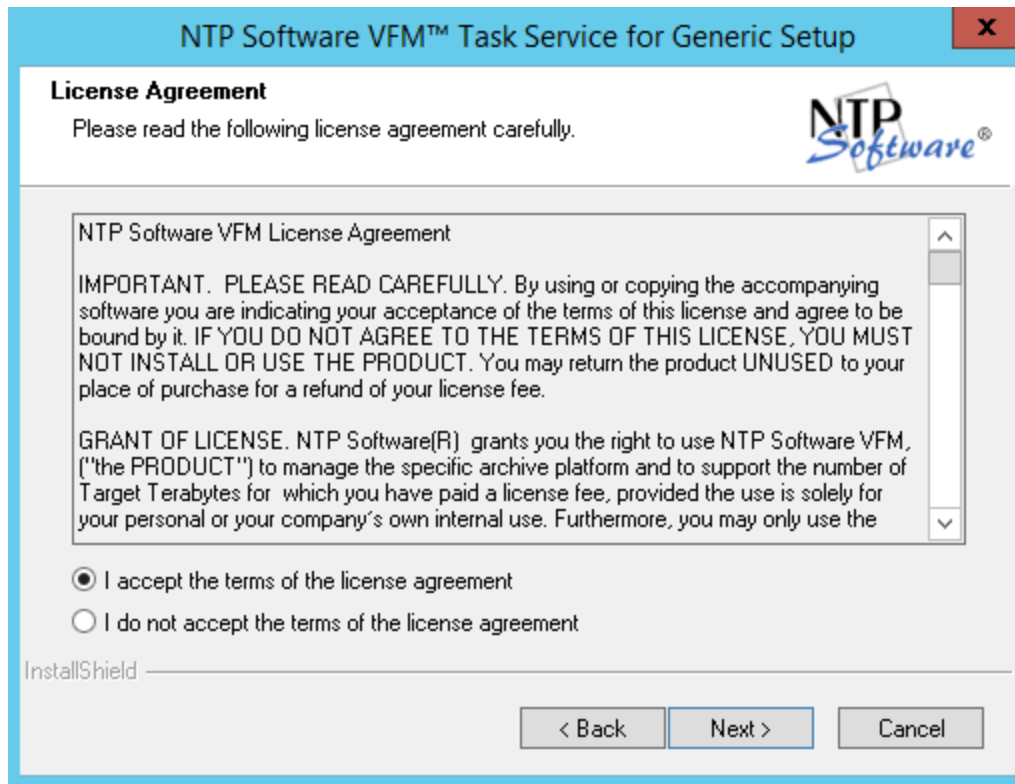 NTP Software VFM™ Task Service for Generic Setup
x
License Agreement
Please read the following license agreement carefully.
NTP
Software®
NTP Software VFM License Agreement
IMPORTANT.  PLEASE READ CAREFULLY. By using or copying the accompanying
software you are indicating your acceptance of the terms of this license and agree to be
bound by it. IF YOU DO NOT AGREE TO THE TERMS OF THIS LICENSE, YOU MUST
NOT INSTALL OR USE THE PRODUCT. You may return the product UNUSED to your
place of purchase for a refund of your license fee.
GRANT OF LICENSE. NTP Software(R)  grants you the right to use NTP Software VFM,
("the PRODUCT") to manage the specific archive platform and to support the number of
Target Terabytes for  which you have paid a license fee, provided the use is solely for
your personal or your company's own internal use. Furthermore, you may only use the
I accept the terms of the license agreement
I do not accept the terms of the license agreement
InstallShield
< Back
Next >
Cancel